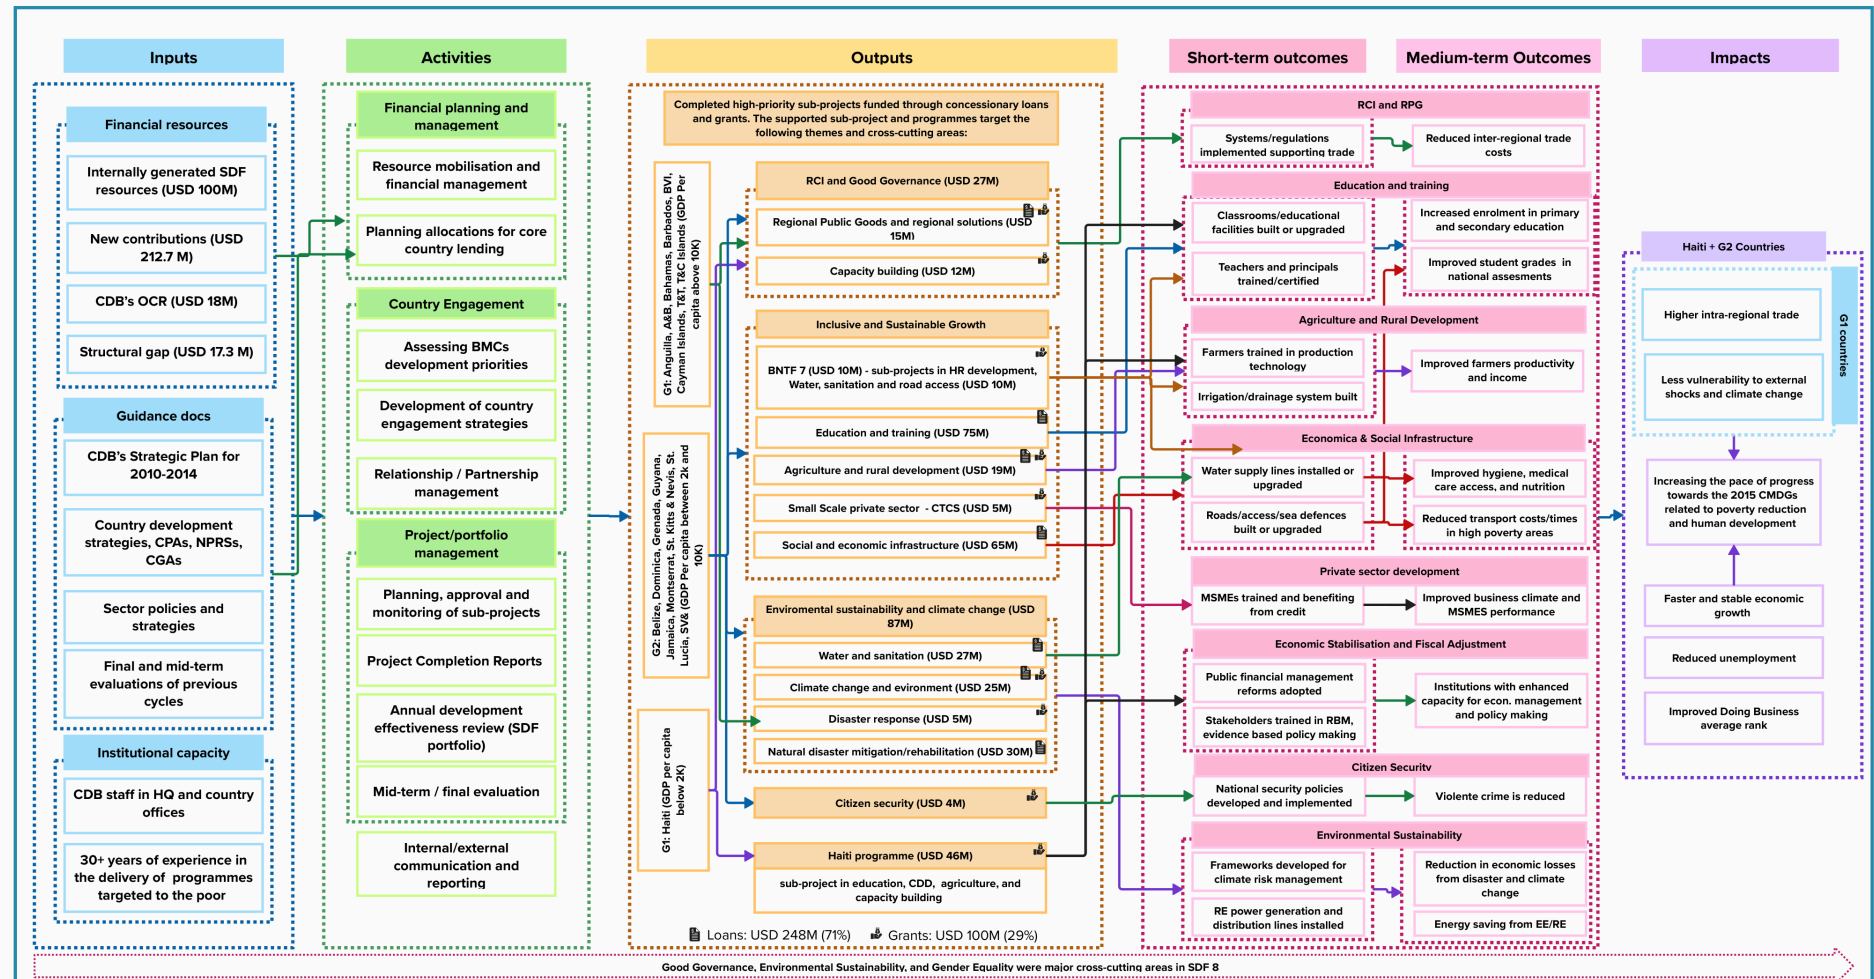 Inputs
Activities
Outputs
Short-term outcomes
Medium-term Outcomes
Impacts
Financial resources
Internally generated SDF
resources (USD 100M)
New contributions (USD
212.7 M)
CDB's OCR (USD 18M)
Structural gap (USD 17.3 M)
Guidance docs
CDB's Strategic Plan for
2010-2014
Country development
strategies, CPAs, NPRSs,
CGAs
Sector policies and
strategies
Final and mid-term
evaluations of previous
cycles
Institutional capacity
CDB staff in HQ and country
offices
30+ years of experience in
the delivery of programmes
targeted to the poor
Financial planning and
management
Resource mobilisation and
financial management
Planning allocations for core
country lending
Country Engagement
Assessing BMCs
development priorities
Development of country
engagement strategies
Relationship / Partnership
management
Project/portfolio
management
Planning, approval and
monitoring of sub-projects
Project Completion Reports
Annual development
effectiveness review (SDF
portfolio)
Mid-term / final evaluation
Internal/external
communication and
reporting
Completed high-priority sub-projects funded through concessionary loans
and grants. The supported sub-project and programmes target the
following themes and cross-cutting areas:
G1: Anguilla, A&B, Bahamas, Barbados, BVI,
Cayman Islands, T&T, T&C Islands (GDP Per
capita above 10K)
G2: Belize, Dominica, Grenada, Guyana,
Jamaica, Montserrat, St. Kitts & Nevis, St.
Lucia, SV& (GDP Per capita between 2k and
10K)
G1: Haiti (GDP per capita
below 2K)
RCI and Good Governance (USD 27M)
Regional Public Goods and regional solutions (USD
15M)
Capacity building (USD 12M)
Inclusive and Sustainable Growth
BNTF 7 (USD 10M) - sub-projects in HR development,
Water, sanitation and road access (USD 10M)
Education and training (USD 75M)
Agriculture and rural development (USD 19M)
Small Scale private sector - CTCS (USD 5M)
Social and economic infrastructure (USD 65M)
Enviromental sustainability and climate change (USD
87M)
Water and sanitation (USD 27M)
Climate change and evironment (USD 25M)
Disaster response (USD 5M)
Natural disaster mitigation/rehabilitation (USD 30M)
Citizen security (USD 4M)
Haiti programme (USD 46M)
sub-project in education, CDD, agriculture, and
capacity building
Loans: USD 248M (71%)
Grants: USD 100M (29%)
RCI and RPG
Systems/regulations
implemented supporting trade
Reduced inter-regional trade
costs
Education and training
Classrooms/educational
facilities built or upgraded
Teachers and principals
trained/certified
Increased enrolment in primary
and secondary education
Improved student grades in
national assesments
Agriculture and Rural Development
Farmers trained in production
technology
Irrigation/drainage system built
Improved farmers productivity
and income
Economica & Social Infrastructure
Water supply lines installed or
upgraded
Roads/access/sea defences
built or upgraded
Improved hygiene, medical
care access, and nutrition
Reduced transport costs/times
in high poverty areas
Private sector development
MSMEs trained and benefiting
from credit
Improved business climate and
MSMES performance
Economic Stabilisation and Fiscal Adjustment
Public financial management
reforms adopted
Stakeholders trained in RBM,
evidence based policy making
Institutions with enhanced
capacity for econ. management
and policy making
Citizen Security
National security policies
developed and implemented
Violente crime is reduced
Environmental Sustainability
Frameworks developed for
climate risk management
RE power generation and
distribution lines installed
Reduction in economic losses
from disaster and climate
change
Energy saving from EE/RE
Haiti + G2 Countries
G1 countries
Higher intra-regional trade
Less vulnerability to external
shocks and climate change
Increasing the pace of progress
towards the 2015 CMDGs
related to poverty reduction
and human development
Faster and stable economic
growth
Reduced unemployment
Improved Doing Business
average rank
Good Governance, Environmental Sustainability, and Gender Equality were major cross-cutting areas in SDF 8